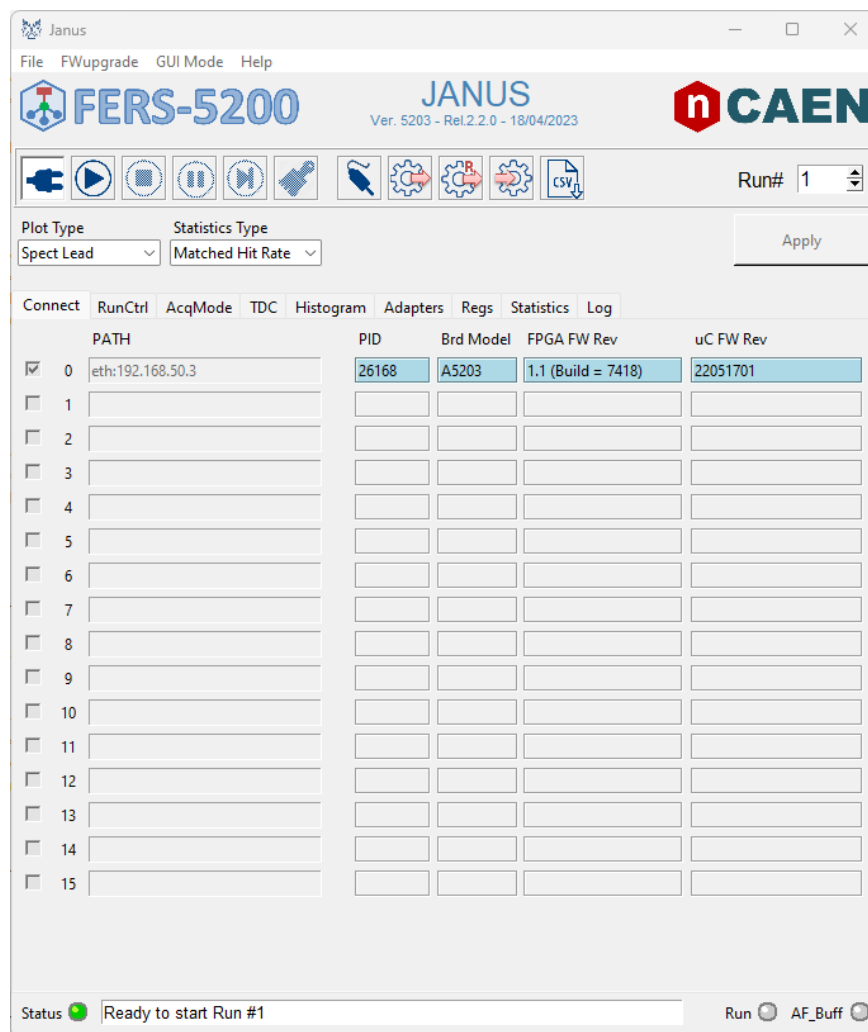 Janus
File FWupgrade GUI Mode Help
FERS-5200
JANUS
Ver. 5203 - Rel.2.2.0 - 18/04/2023
n CAEN
R
CSV
Run# 1
Plot Type Statistics Type
Spect Lead Matched Hit Rate
Apply
Connect RunCtrl AcqMode TDC Histogram Adapters Regs Statistics Log
PATH PID Brd Model FPGA FW Rev uC FW Rev
0 eth:192.168.50.3 26168 A5203 1.1 (Build = 7418) 22051701
1
2
3
4
5
6
7
8
9
10
11
12
13
14
15
Status Ready to start Run #1 Run AF_Buff